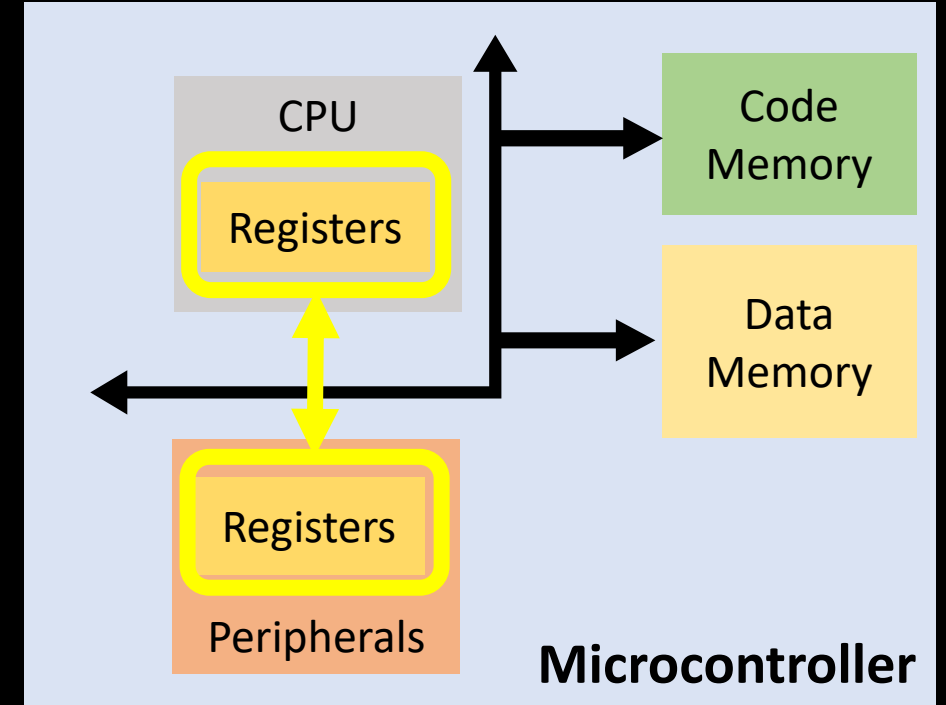 CPU
Registers
Code
Memory
Data
Memory
Registers
Peripherals
Microcontroller